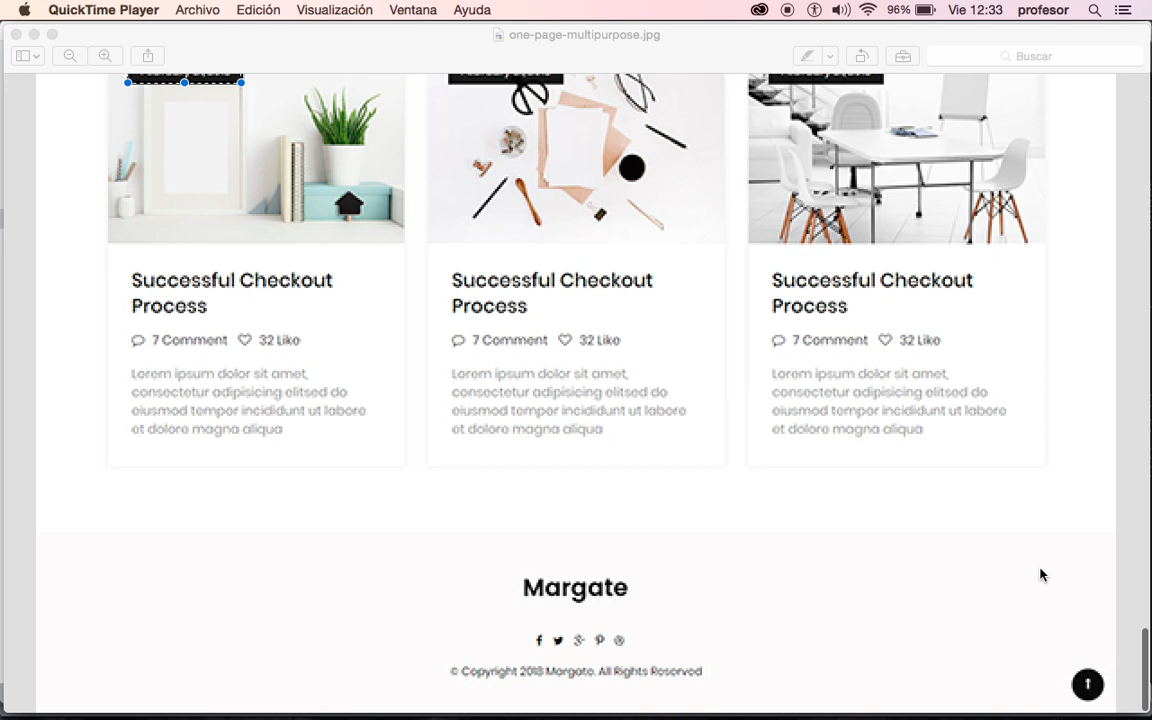 QuickTime Player Archivo Edición Visualización Ventana Ayuda 96% Vie 12:33 profesor
one-page-multipurpose.jpg
Buscar
Successful Checkout
Process
7 Comment 32 Like
Lorem ipsum dolor sit amet,
consectetur adipisicing elitsed do
eiusmod tempor incididunt ut labore
et dolore magna aliqua
Successful Checkout
Process
7 Comment 32 Like
Lorem ipsum dolor sit amet,
consectetur adipisicing elitsed do
eiusmod tempor incididunt ut labore
et dolore magna aliqua
Successful Checkout
Process
7 Comment 32 Like
Lorem ipsum dolor sit amet,
consectetur adipisicing elitsed do
eiusmod tempor incididunt ut labore
et dolore magna aliqua
Margate
© Copyright 2018 Margate. All Rights Reserved